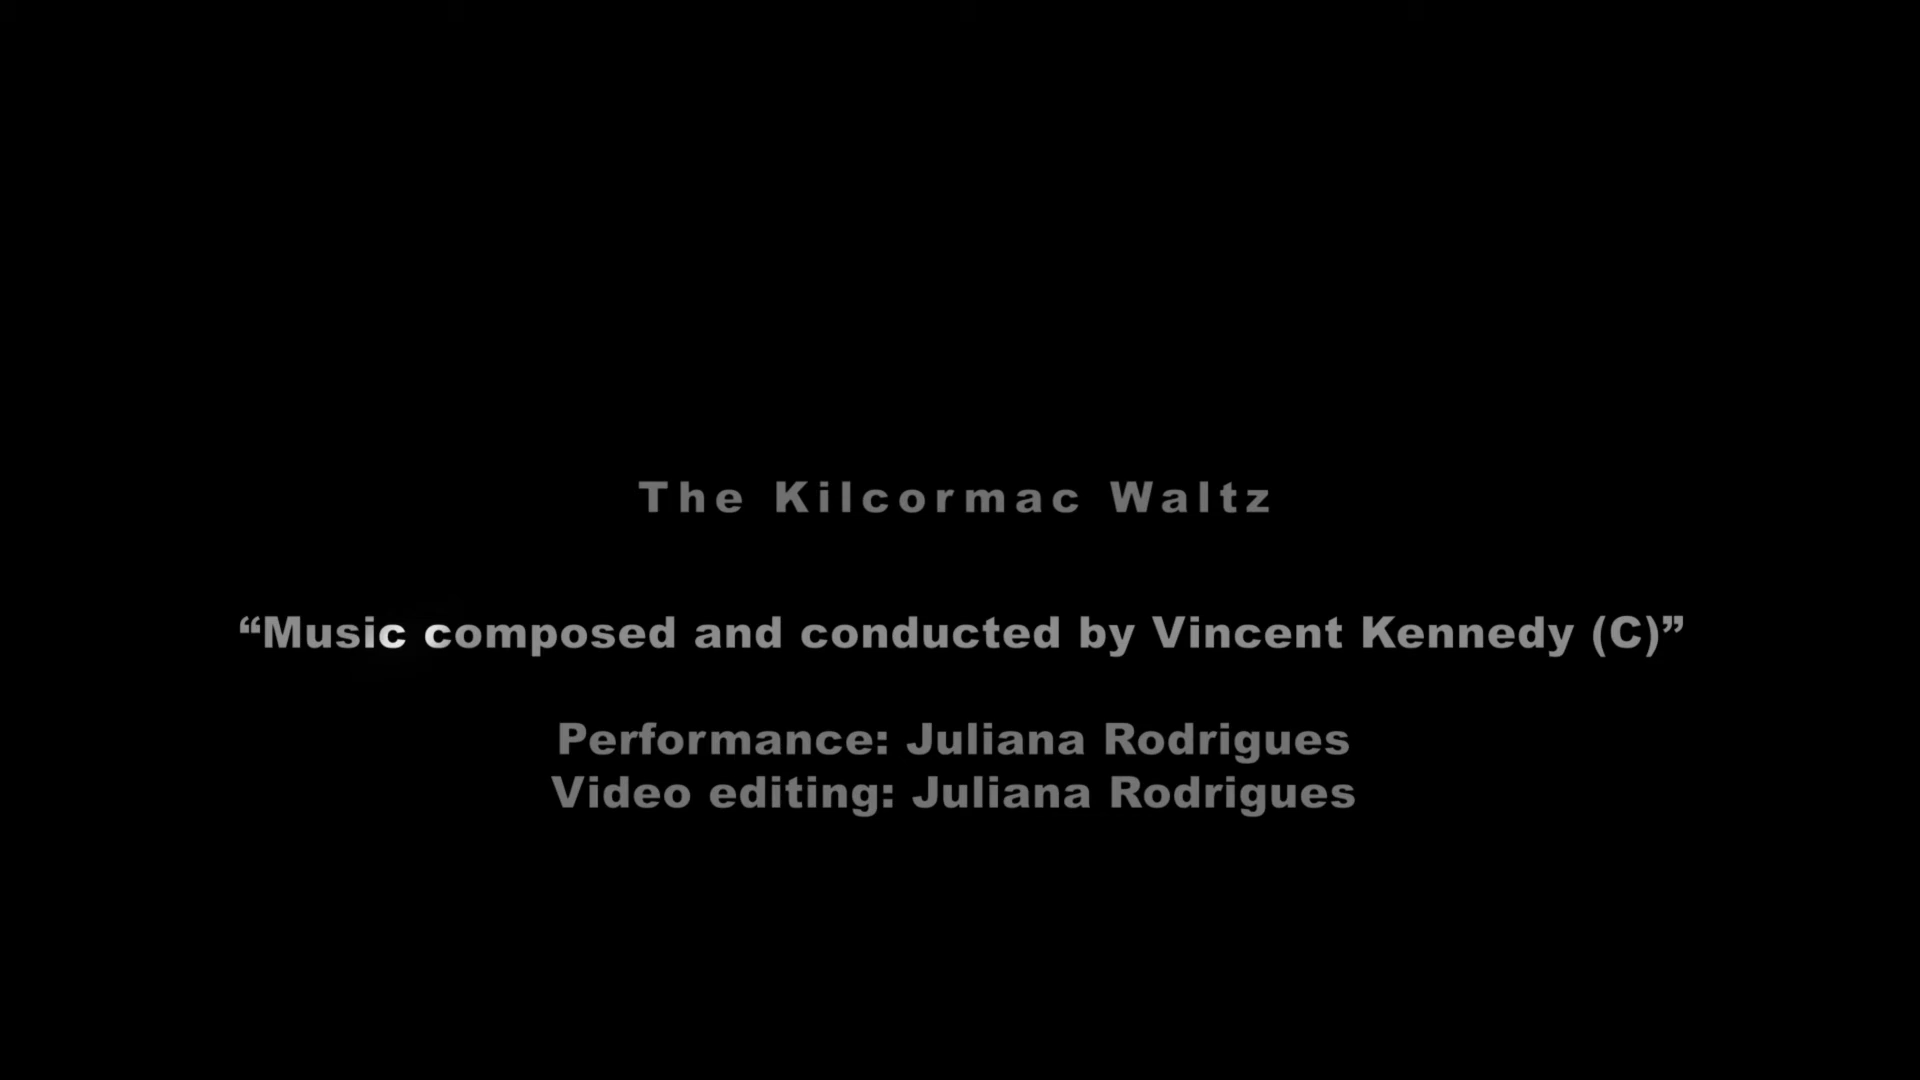 The Kilcormac Waltz
“Music composed and conducted by Vincent Kennedy (C)”
Performance: Juliana Rodrigues
Video editing: Juliana Rodrigues